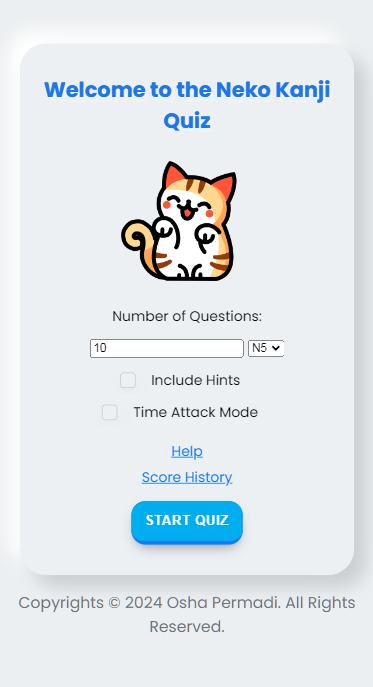 Welcome to the Neko Kanji
Quiz
Number of Questions:
10 N5
Include Hints
Time Attack Mode
Help
Score History
START QUIZ
Copyrights © 2024 Osha Permadi. All Rights
Reserved.